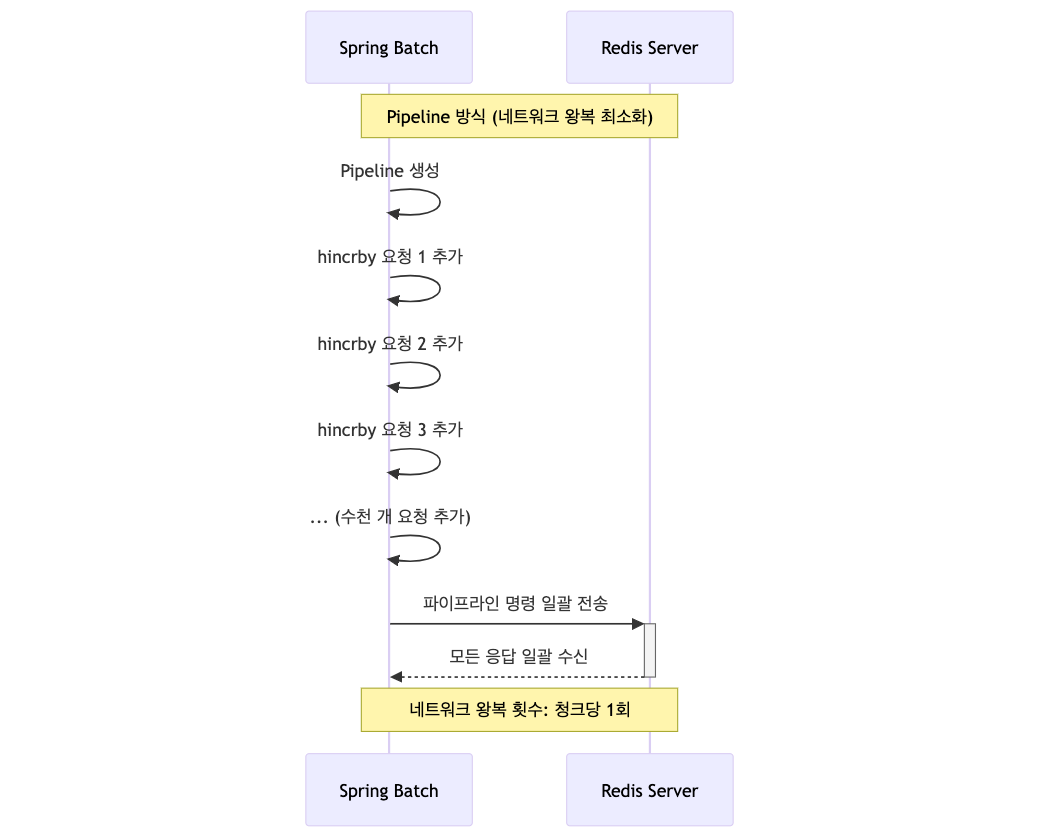 Spring Batch
Redis Server
Pipeline 방식 (네트워크 왕복 최소화)
Pipeline 생성
hincrby 요청 1 추가
hincrby 요청 2 추가
hincrby 요청 3 추가
... (수천 개 요청 추가)
파이프라인 명령 일괄 전송
모든 응답 일괄 수신
네트워크 왕복 횟수: 청크당 1회
Spring Batch
Redis Server